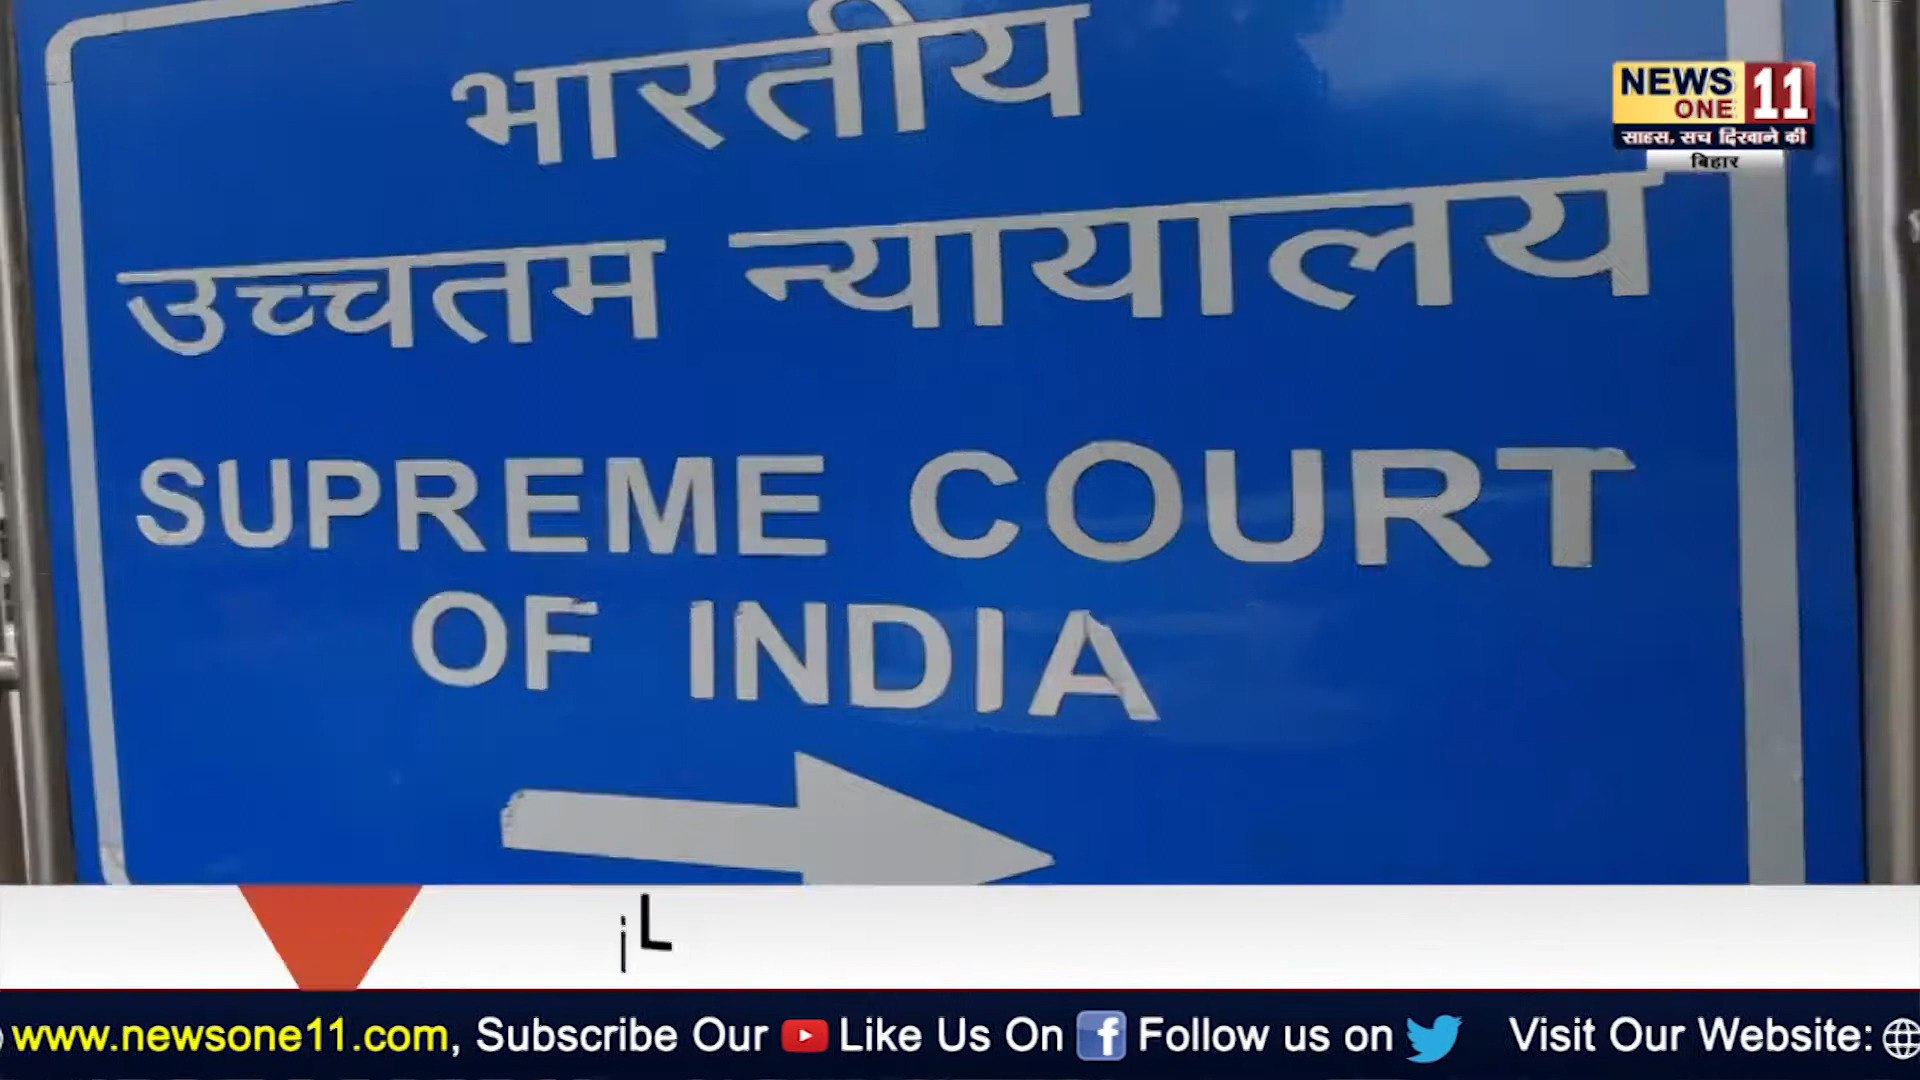 भारतीय
उच्चतम न्यायालय
SUPREME COURT
OF INDIA
NEWS
ONE 11
साहस, सच दिखाने की
बिहार
www.newsone11.com, Subscribe Our Like Us On Follow us on Visit Our Website: